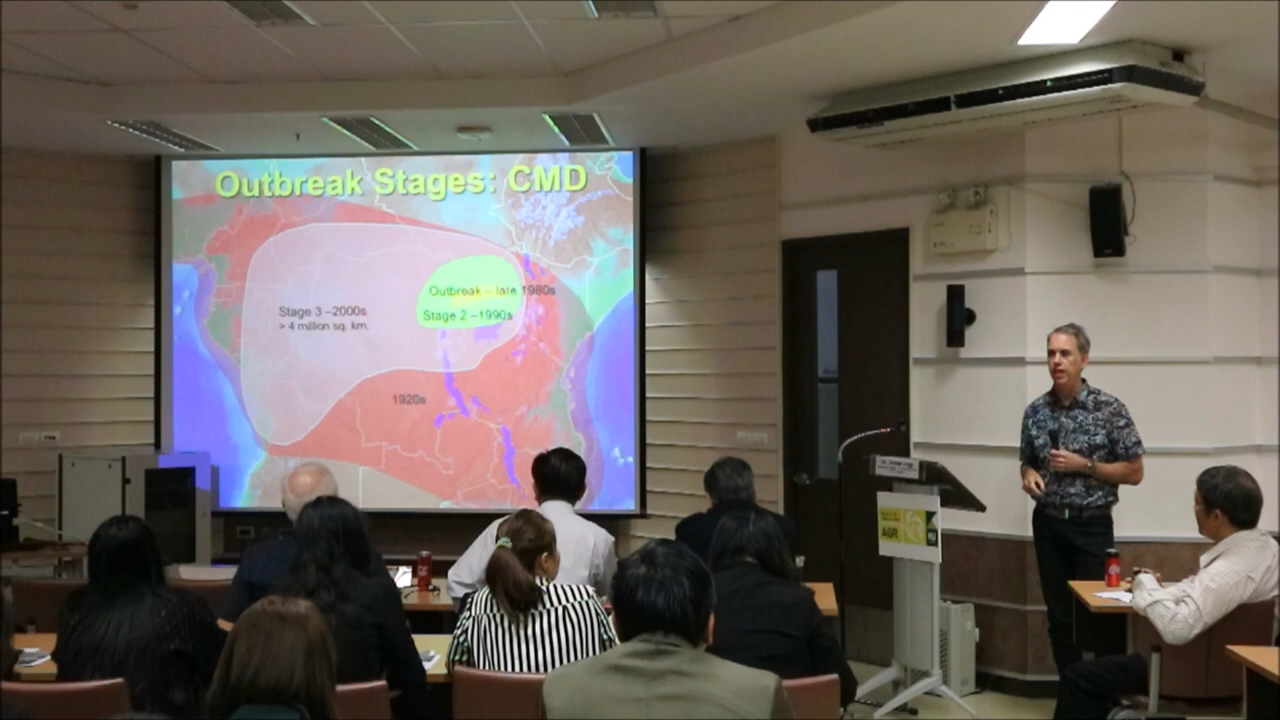 Outbreak Stages: CMD
Outbreak – late 1980s
Stage 3 –2000s
> 4 million sq. km.
Stage 2 –1990s
1920s
AGR